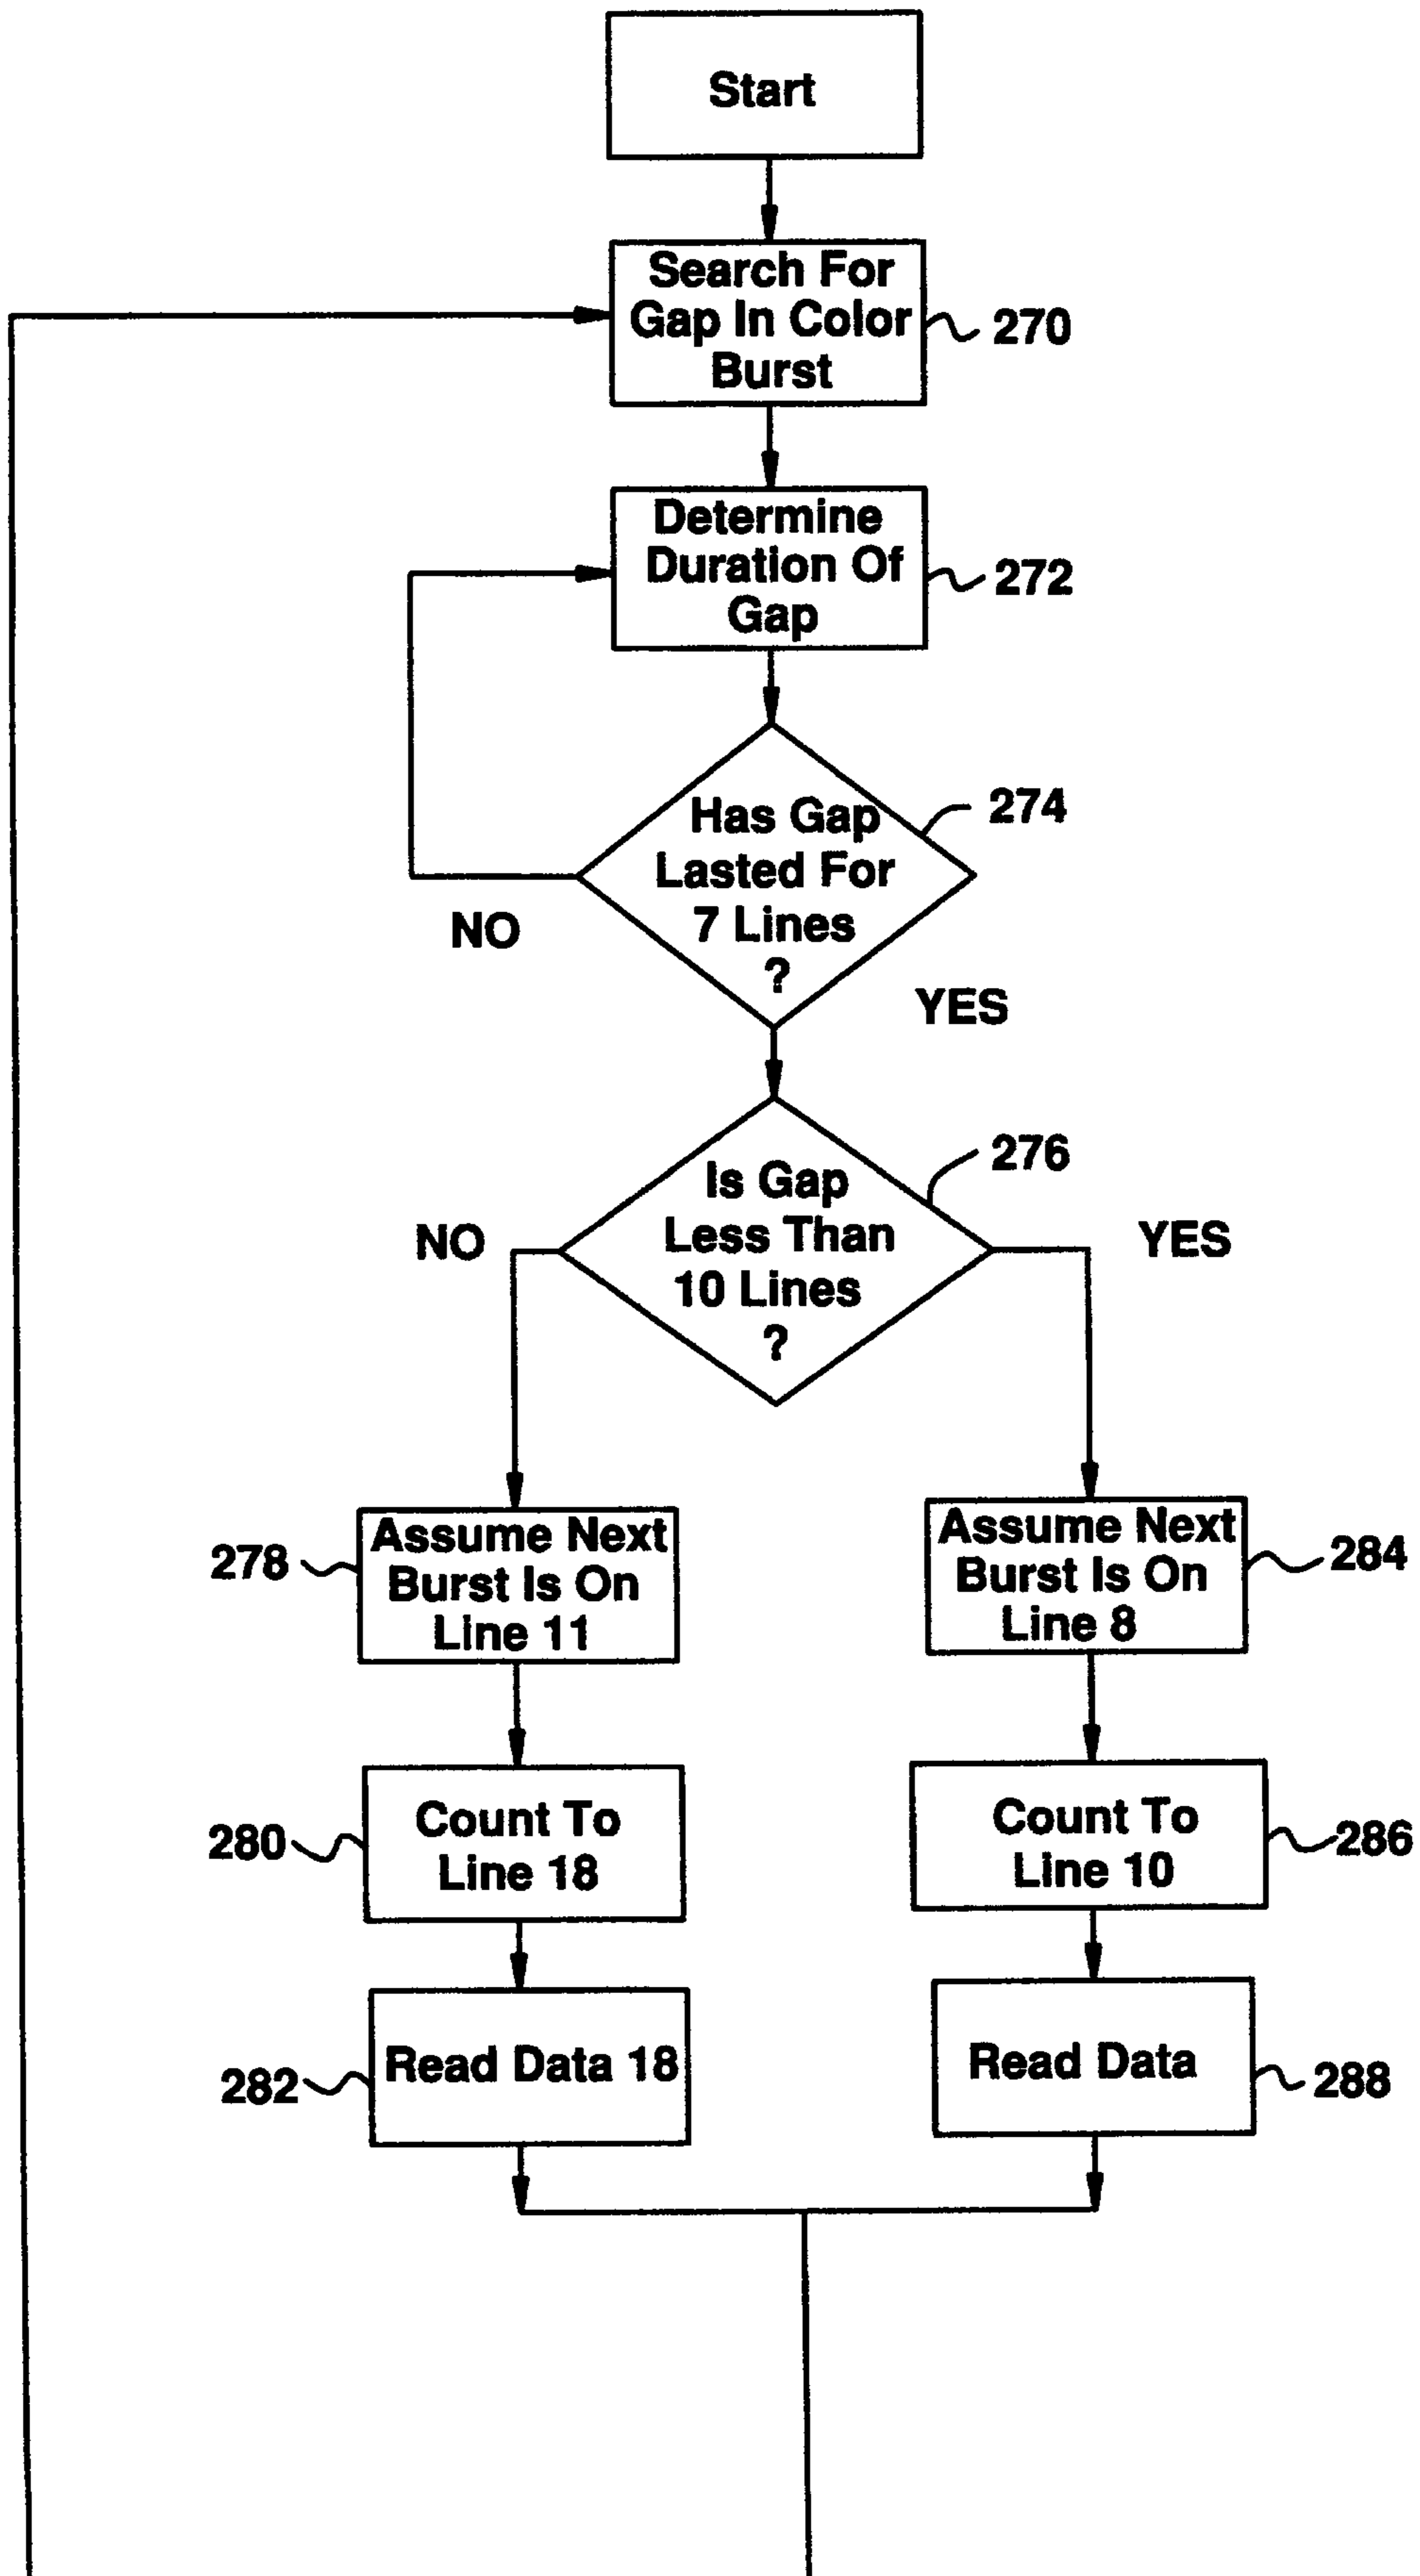 Start
Search For
Gap In Color
Burst
270
Determine
Duration Of
Gap
272
Has Gap
Lasted For
7 Lines
?
274
NO
YES
Is Gap
Less Than
10 Lines
?
276
NO
YES
Assume Next
Burst Is On
Line 11
278
Assume Next
Burst Is On
Line 8
284
Count To
Line 18
280
Count To
Line 10
286
Read Data 18
282
Read Data
288